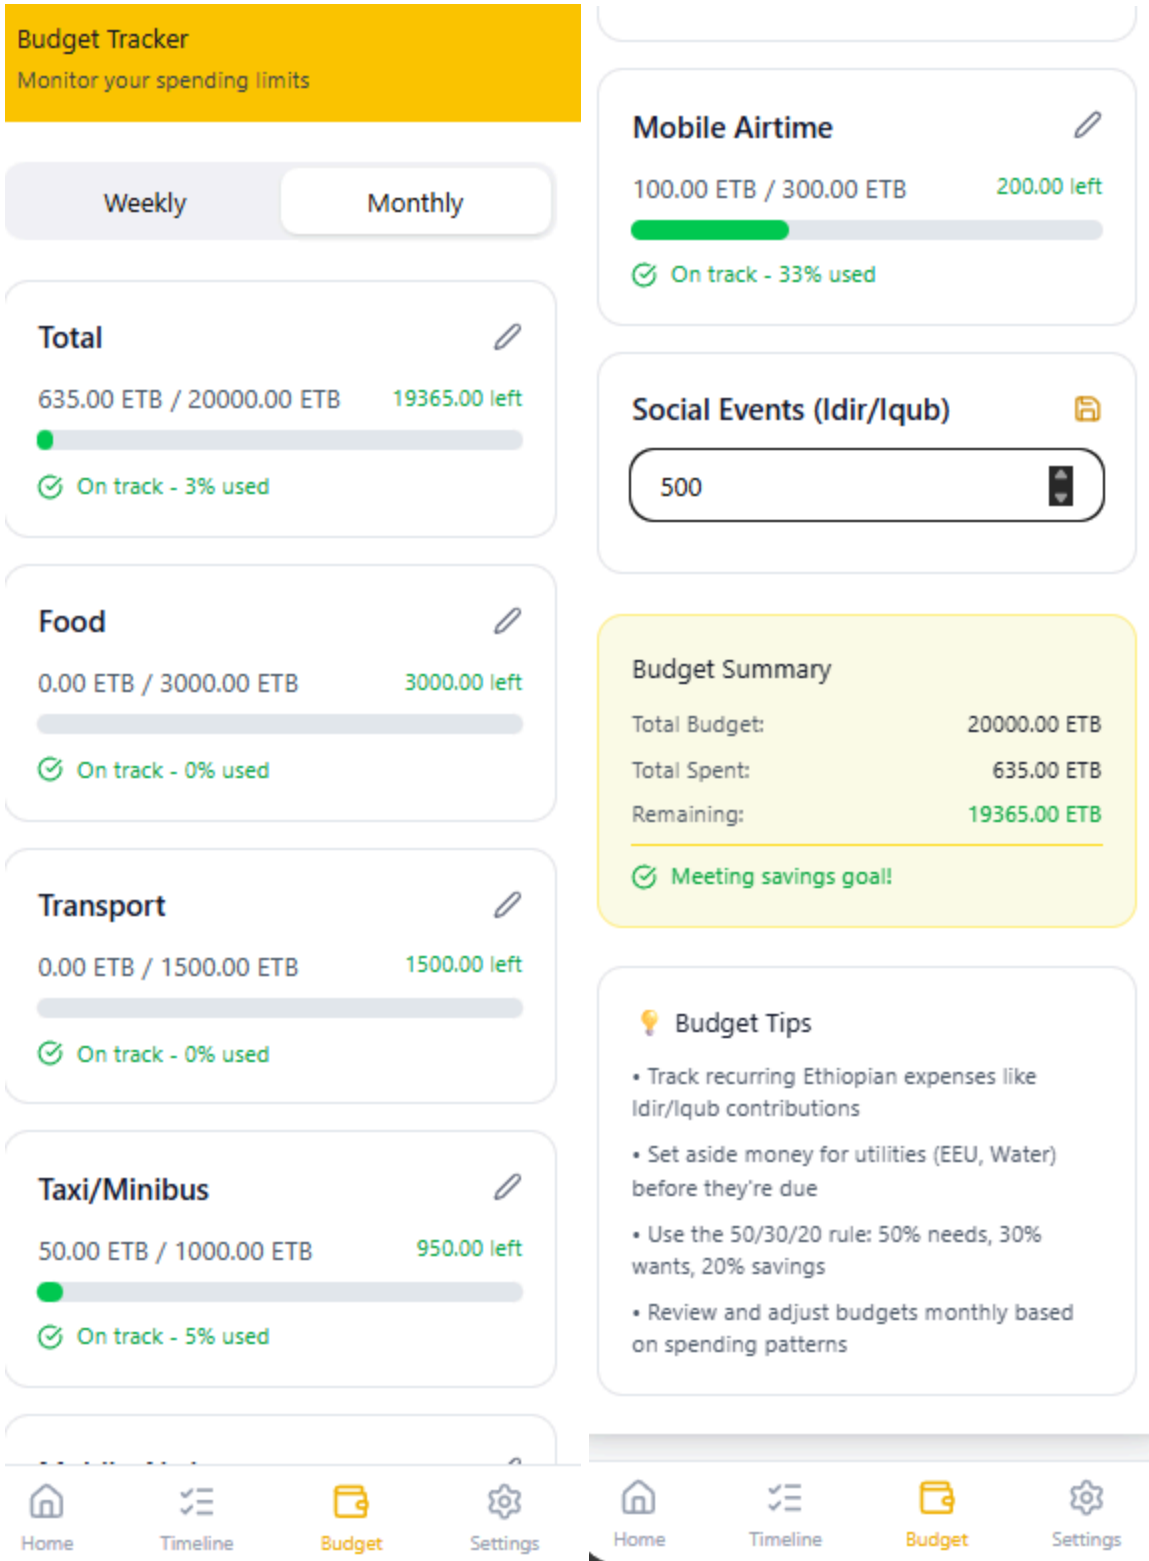 Budget Tracker
Monitor your spending limits
Weekly
Monthly
Total
635.00 ETB / 20000.00 ETB
19365.00 left
On track - 3% used
Food
0.00 ETB / 3000.00 ETB
3000.00 left
On track - 0% used
Transport
0.00 ETB / 1500.00 ETB
1500.00 left
On track - 0% used
Taxi/Minibus
50.00 ETB / 1000.00 ETB
950.00 left
On track - 5% used
Home
Timeline
Budget
Settings
Mobile Airtime
100.00 ETB / 300.00 ETB
200.00 left
On track - 33% used
Social Events (Idir/Iqub)
500
Budget Summary
Total Budget:
20000.00 ETB
Total Spent:
635.00 ETB
Remaining:
19365.00 ETB
Meeting savings goal!
Budget Tips
• Track recurring Ethiopian expenses like
Idir/Iqub contributions
• Set aside money for utilities (EEU, Water)
before they're due
• Use the 50/30/20 rule: 50% needs, 30%
wants, 20% savings
• Review and adjust budgets monthly based
on spending patterns
Home
Timeline
Budget
Settings